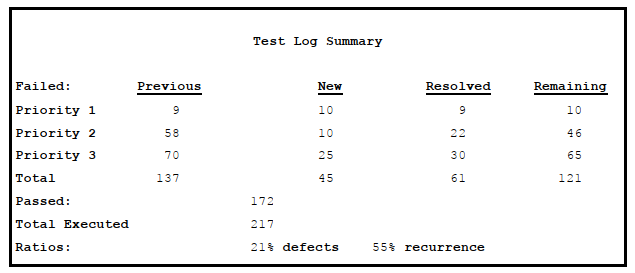 Test Log Summary
Failed: Previous New Resolved Remaining
Priority 1 9 10 9 10
Priority 2 58 10 22 46
Priority 3 70 25 30 65
Total 137 45 61 121
Passed: 172
Total Executed 217
Ratios: 21% defects 55% recurrence